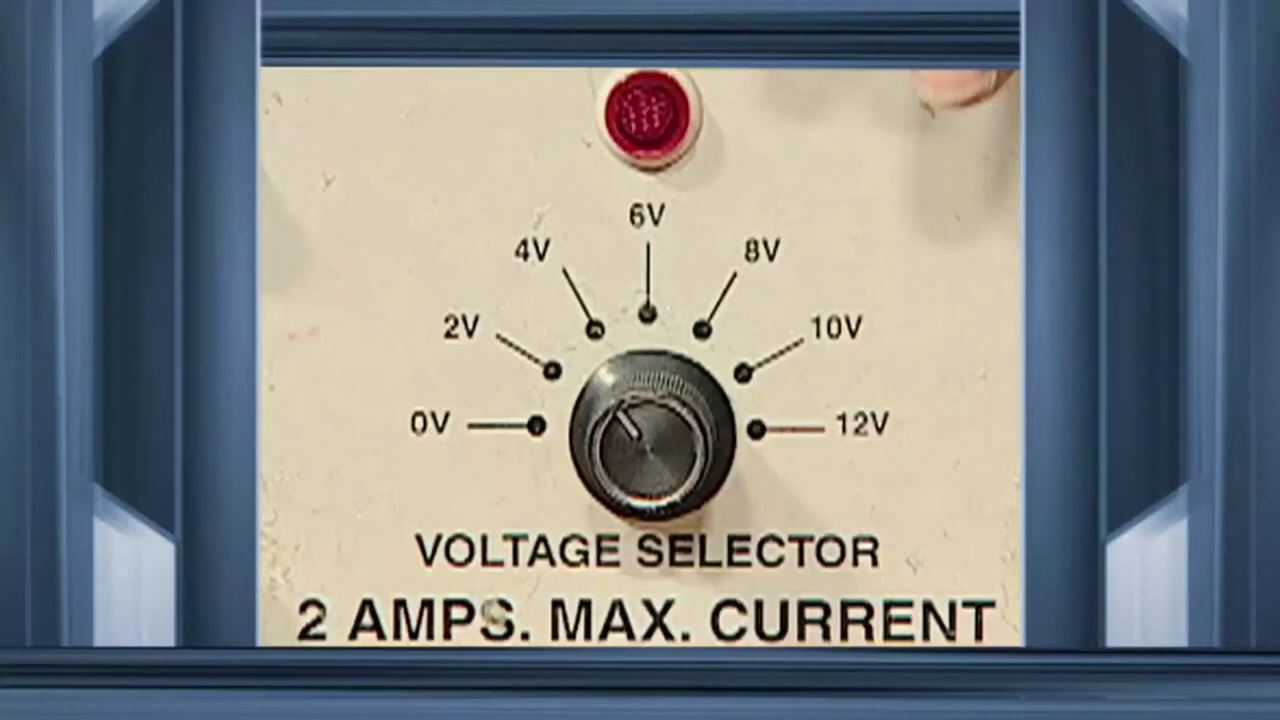 6V
4V
8V
2V
10V
0V
12V
VOLTAGE SELECTOR
2 AMPS. MAX. CURRENT